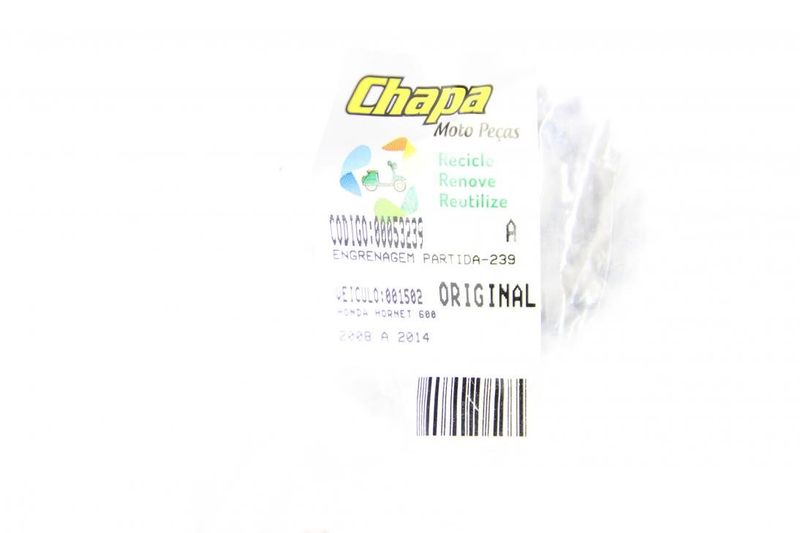 Chapa
Moto Peças
Recicle
Renove
Reutilize
CODIGO:00053239 A
ENGRENAGEM PARTIDA-239
VEICULO:001502 ORIGINAL
HONDA HORNET 600
2008 A 2014